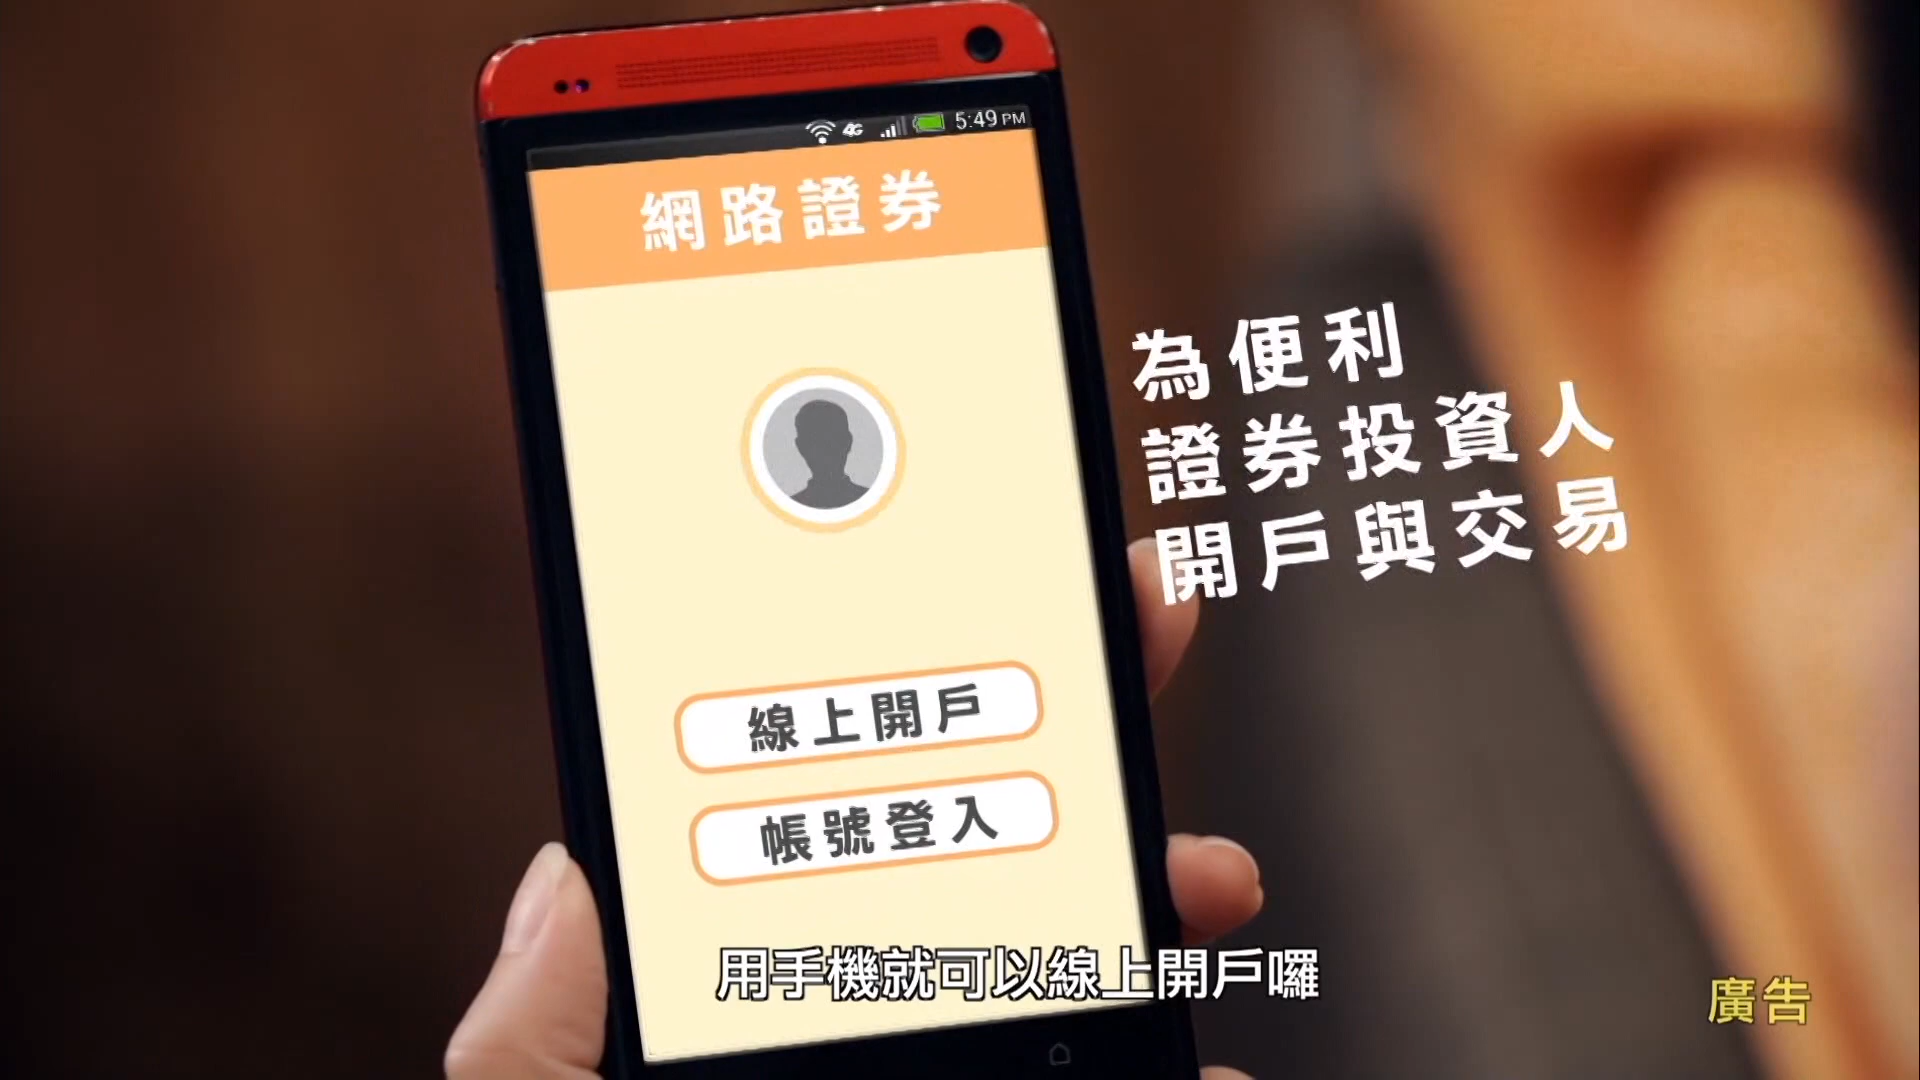 4G 5:49 PM
網路證券
為便利
證券投資人
開戶與交易
線上開戶
帳號登入
用手機就可以線上開戶囉
廣告